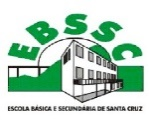 EBSSC
ESCOLA BÁSICA E SECUNDÁRIA DE SANTA CRUZ